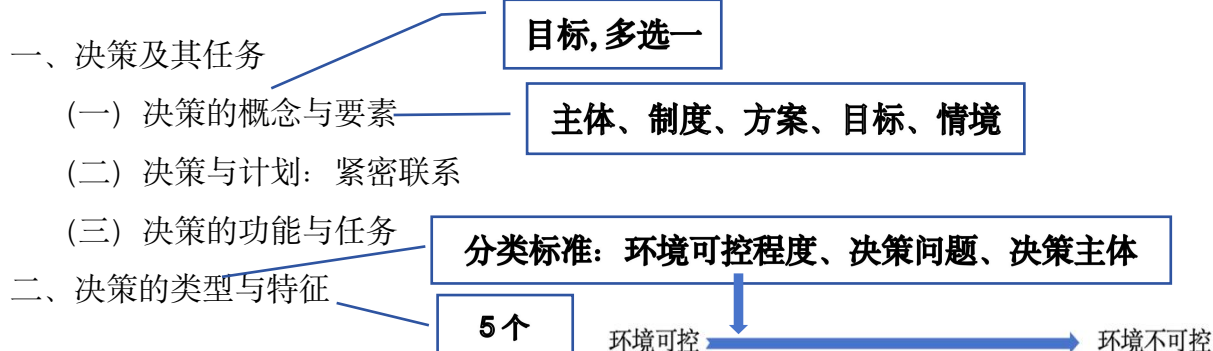 目标,多选一
一、决策及其任务
(一) 决策的概念与要素
主体、制度、方案、目标、情境
(二) 决策与计划：紧密联系
(三) 决策的功能与任务
分类标准：环境可控程度、决策问题、决策主体
二、决策的类型与特征
5个
环境可控 环境不可控